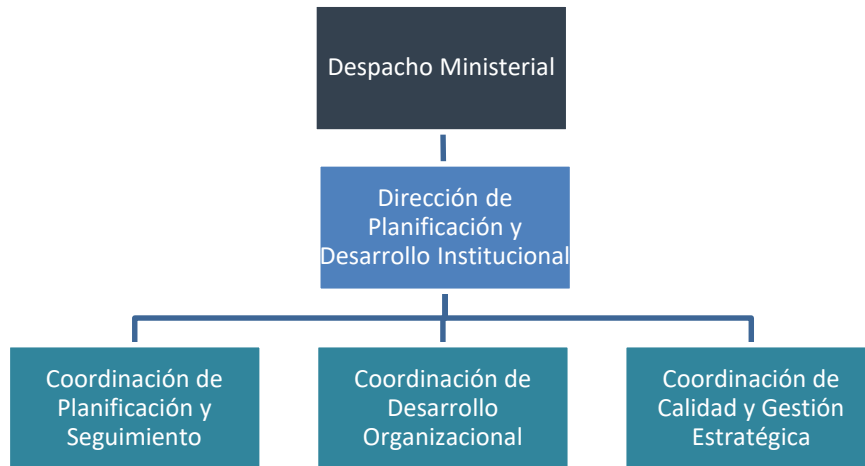 Despacho Ministerial
Dirección de
Planificación y
Desarrollo Institucional
Coordinación de
Planificación y
Seguimiento
Coordinación de
Desarrollo
Organizacional
Coordinación de
Calidad y Gestión
Estratégica